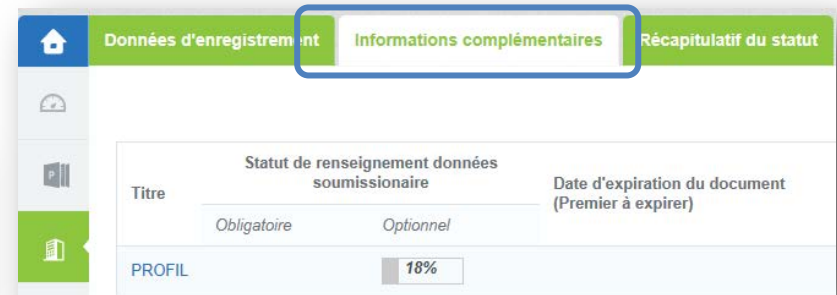 Données d'enregistrement Informations complémentaires Récapitulatif du statut
Statut de renseignement données
soumissionaire
Titre
Date d'expiration du document
(Premier à expirer)
Obligatoire Optionnel
PROFIL 18%